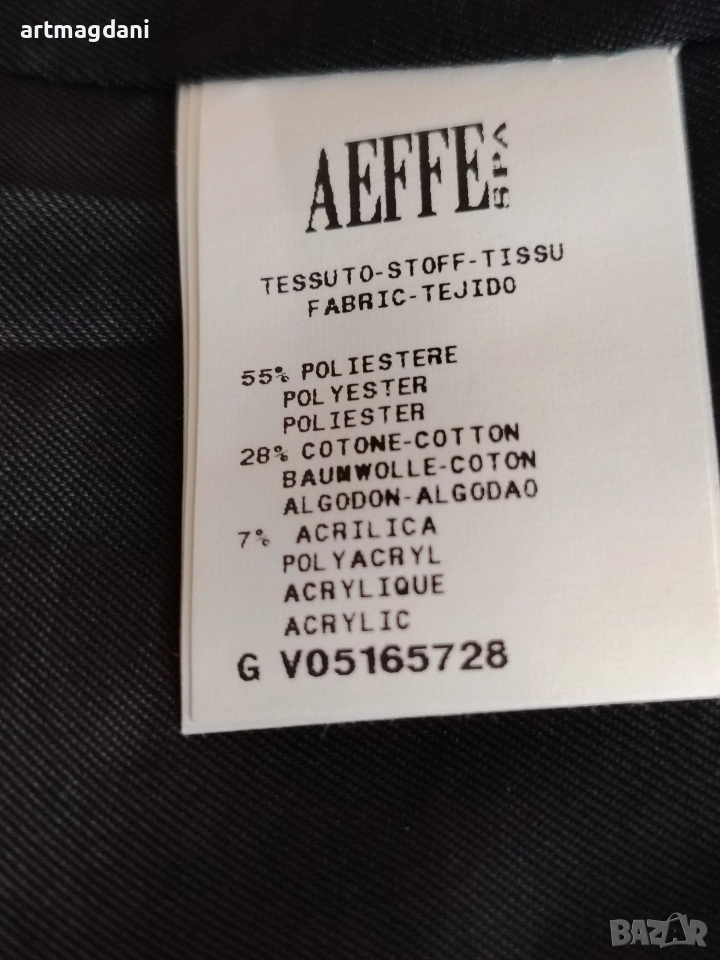 artmagdani
AEFFE SPA
TESSUTO-STOFF-TISSU
FABRIC-TEJIDO
55% POLIESTERE
POLYESTER
POLIESTER
28% COTONE-COTTON
BAUMWOLLE-COTON
ALGODON-ALGODAO
7% ACRILICA
POLYACRYL
ACRYLIQUE
ACRYLIC
G V05165728
BAZAR